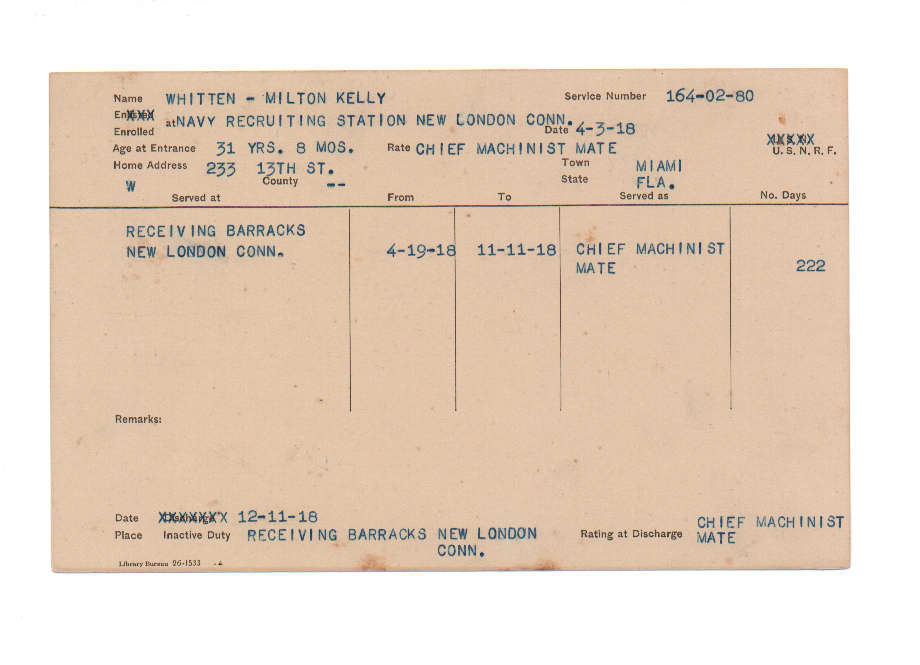 Name WHITTEN - MILTON KELLY Service Number 164-02-80
Enlisted
Enrolled at NAVY RECRUITING STATION NEW LONDON CONN. Date 4-3-18
Age at Entrance 31 YRS. 8 MOS. Rate CHIEF MACHINIST MATE U. S. N. R. F.
Home Address 233 13TH ST. Town MIAMI
W County -- State FLA.
Served at From To Served as No. Days
RECEIVING BARRACKS
NEW LONDON CONN. 4-19-18 11-11-18 CHIEF MACHINIST
MATE 222
Remarks:
Date Discharge 12-11-18
Place Inactive Duty RECEIVING BARRACKS NEW LONDON
CONN.
Rating at Discharge CHIEF MACHINIST
MATE
Library Bureau 26-1533